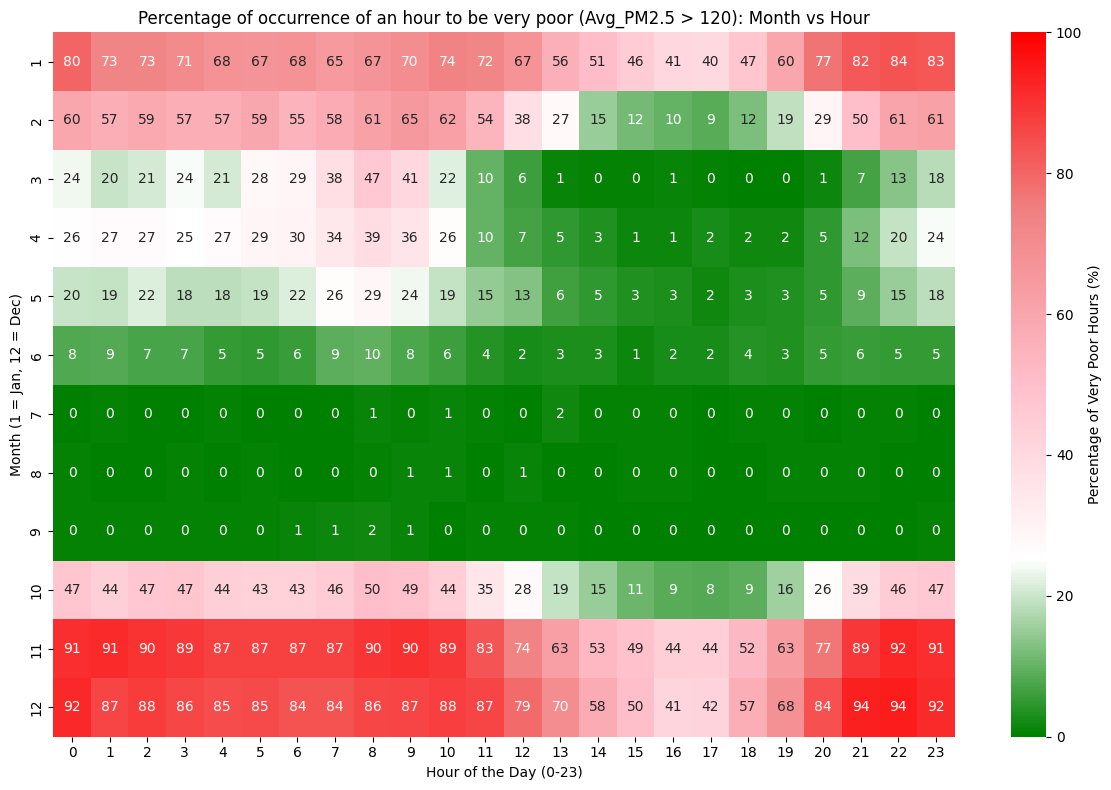 Percentage of occurrence of an hour to be very poor (Avg_PM2.5 > 120): Month vs Hour
1 80 73 73 71 68 67 68 65 67 70 74 72 67 56 51 46 41 40 47 60 77 82 84 83
2 60 57 59 57 57 59 55 58 61 65 62 54 38 27 15 12 10 9 12 19 29 50 61 61
3 24 20 21 24 21 28 29 38 47 41 22 10 6 1 0 0 1 0 0 0 1 7 13 18
4 26 27 27 25 27 29 30 34 39 36 26 10 7 5 3 1 1 2 2 2 5 12 20 24
5 20 19 22 18 18 19 22 26 29 24 19 15 13 6 5 3 3 2 3 3 5 9 15 18
6 8 9 7 7 5 5 6 9 10 8 6 4 2 3 3 1 2 2 4 3 5 6 5 5
7 0 0 0 0 0 0 0 0 1 0 1 0 0 2 0 0 0 0 0 0 0 0 0 0
8 0 0 0 0 0 0 0 0 0 1 1 0 1 0 0 0 0 0 0 0 0 0 0 0
9 0 0 0 0 0 0 1 1 2 1 0 0 0 0 0 0 0 0 0 0 0 0 0 0
10 47 44 47 47 44 43 43 46 50 49 44 35 28 19 15 11 9 8 9 16 26 39 46 47
11 91 91 90 89 87 87 87 87 90 90 89 83 74 63 53 49 44 44 52 63 77 89 92 91
12 92 87 88 86 85 85 84 84 86 87 88 87 79 70 58 50 41 42 57 68 84 94 94 92
0 1 2 3 4 5 6 7 8 9 10 11 12 13 14 15 16 17 18 19 20 21 22 23
Hour of the Day (0-23)
Month (1 = Jan, 12 = Dec)
100
80
60
40
20
0
Percentage of Very Poor Hours (%)